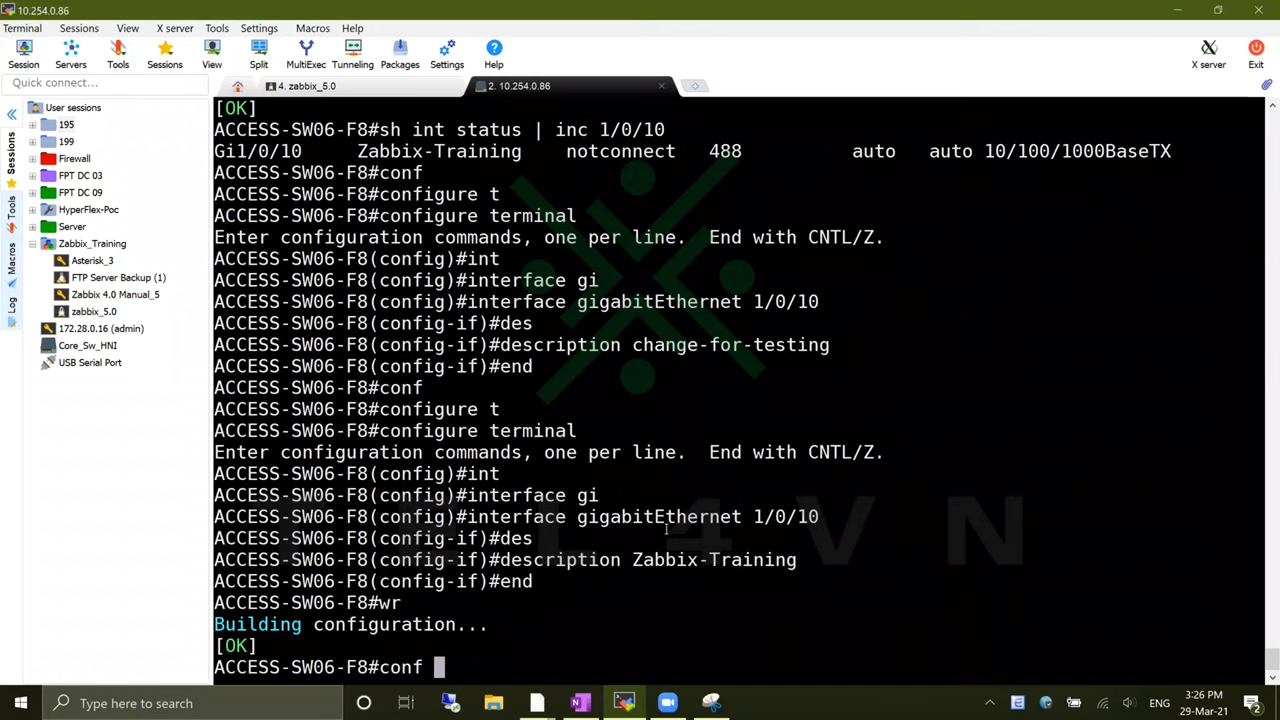 10.254.0.86
Terminal Sessions View X server Tools Settings Macros Help
Session Servers Tools Sessions View Split MultiExec Tunneling Packages Settings Help X server Exit
Quick connect...
4. zabbix_5.0
2. 10.254.0.86
Sessions
Tools
Macros
Log
User sessions
195
199
Firewall
FPT DC 03
FPT DC 09
HyperFlex-Poc
Server
Zabbix_Training
Asterisk_3
FTP Server Backup (1)
Zabbix 4.0 Manual_5
zabbix_5.0
172.28.0.16 (admin)
Core_Sw_HNI
USB Serial Port
[OK]
ACCESS-SW06-F8#sh int status | inc 1/0/10
Gi1/0/10 Zabbix-Training notconnect 488 auto auto 10/100/1000BaseTX
ACCESS-SW06-F8#conf
ACCESS-SW06-F8#configure t
ACCESS-SW06-F8#configure terminal
Enter configuration commands, one per line. End with CNTL/Z.
ACCESS-SW06-F8(config)#int
ACCESS-SW06-F8(config)#interface gi
ACCESS-SW06-F8(config)#interface gigabitEthernet 1/0/10
ACCESS-SW06-F8(config-if)#des
ACCESS-SW06-F8(config-if)#description change-for-testing
ACCESS-SW06-F8(config-if)#end
ACCESS-SW06-F8#conf
ACCESS-SW06-F8#configure t
ACCESS-SW06-F8#configure terminal
Enter configuration commands, one per line. End with CNTL/Z.
ACCESS-SW06-F8(config)#int
ACCESS-SW06-F8(config)#interface gi
ACCESS-SW06-F8(config)#interface gigabitEthernet 1/0/10
ACCESS-SW06-F8(config-if)#des
ACCESS-SW06-F8(config-if)#description Zabbix-Training
ACCESS-SW06-F8(config-if)#end
ACCESS-SW06-F8#wr
Building configuration...
[OK]
ACCESS-SW06-F8#conf
Type here to search
ENG
3:26 PM
29-Mar-21
2